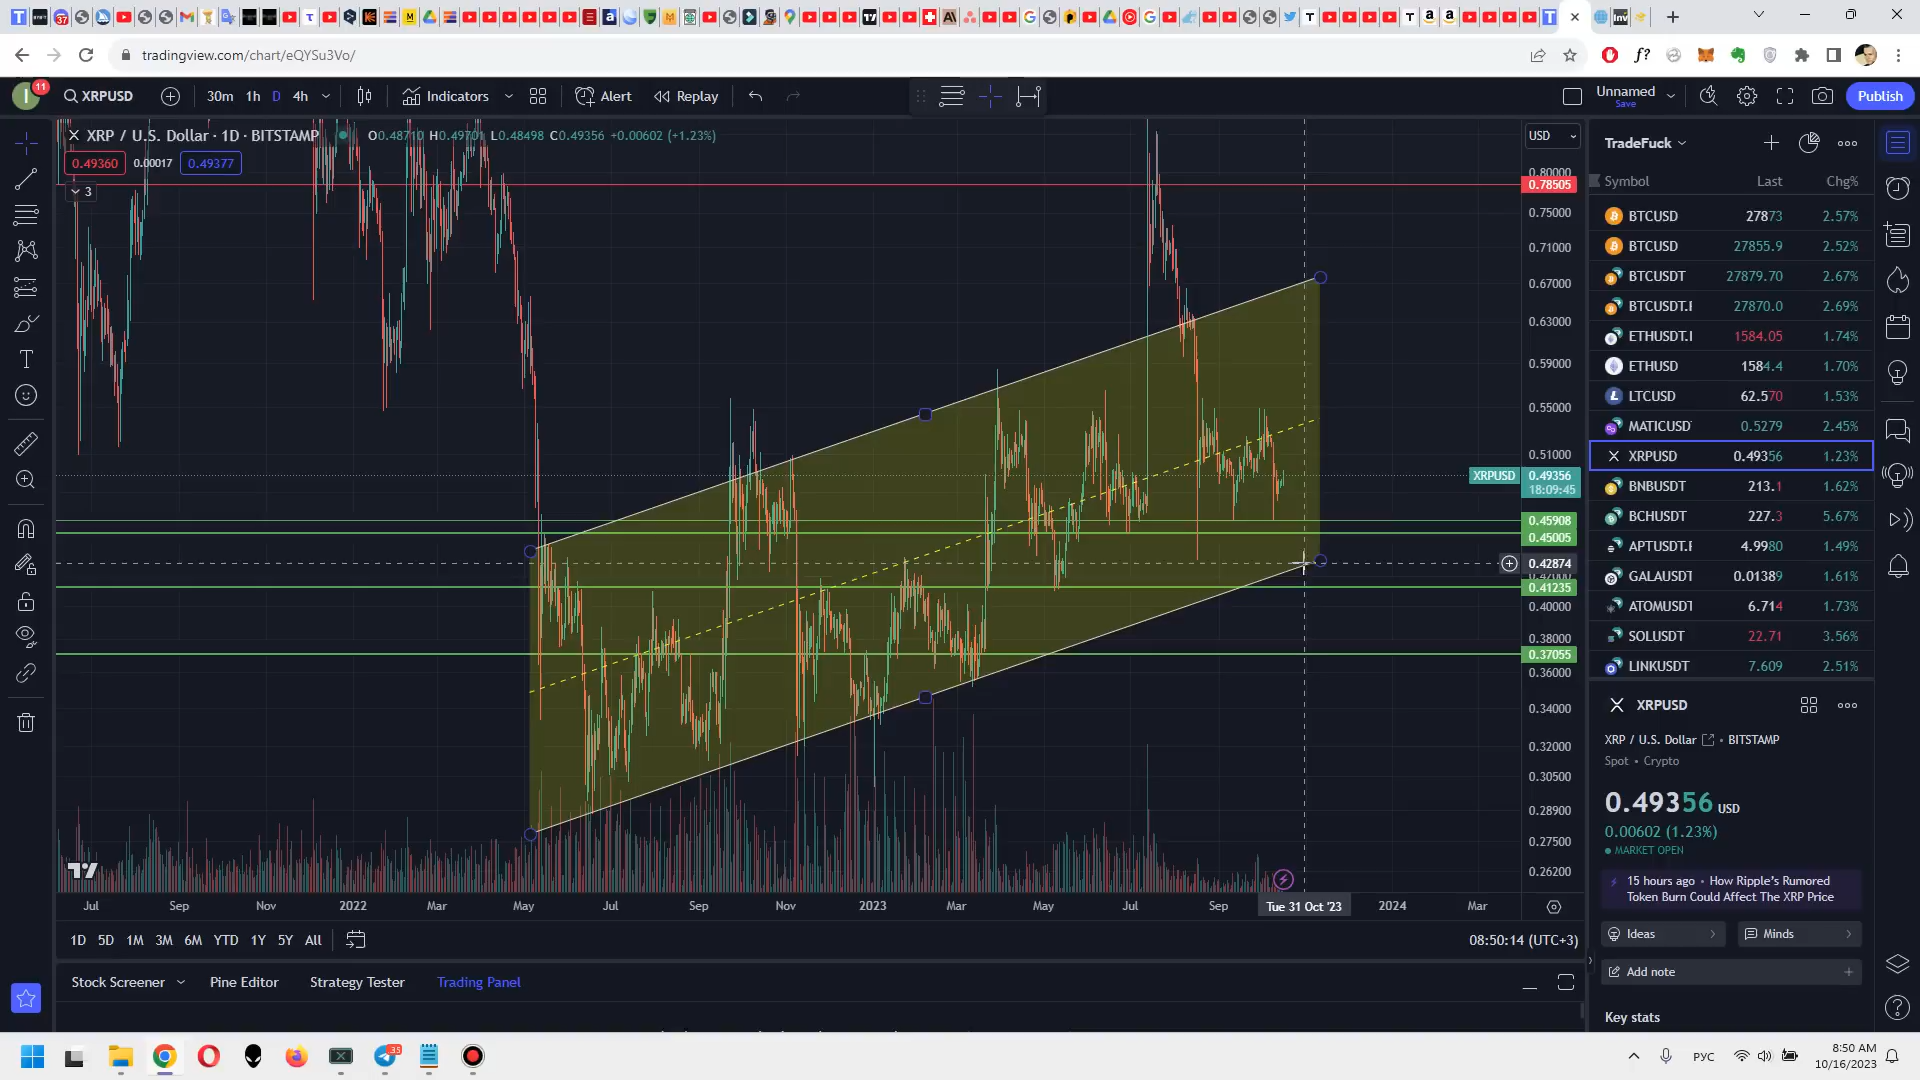 tradingview.com/chart/eQYSu3Vo/
11
XRPUSD 30m 1h D 4h Indicators Alert Replay Unnamed Save Publish
XRP / U.S. Dollar · 1D · BITSTAMP O0.48710 H0.49701 L0.48498 C0.49356 +0.00602 (+1.23%)
0.49360 0.00017 0.49377
3
USD
0.80000
0.78505
0.75000
0.71000
0.67000
0.63000
0.59000
0.55000
0.51000
XRPUSD 0.49356
18:09:45
0.45908
0.45005
0.42874
0.41235
0.40000
0.38000
0.37055
0.36000
0.34000
0.32000
0.30500
0.28900
0.27500
0.26200
Jul Sep Nov 2022 Mar May Jul Sep Nov 2023 Mar May Jul Sep Tue 31 Oct '23 2024 Mar
1D 5D 1M 3M 6M YTD 1Y 5Y All 08:50:14 (UTC+3)
Stock Screener Pine Editor Strategy Tester Trading Panel
TradeFuck
Symbol Last Chg%
BTCUSD 27873 2.57%
BTCUSD 27855.9 2.52%
BTCUSDT 27879.70 2.67%
BTCUSDT.I 27870.0 2.69%
ETHUSDT.I 1584.05 1.74%
ETHUSD 1584.4 1.70%
LTCUSD 62.570 1.53%
MATICUSD 0.5279 2.45%
XRPUSD 0.49356 1.23%
BNBUSDT 213.1 1.62%
BCHUSDT 227.3 5.67%
APTUSDT.I 4.9980 1.49%
GALAUSDT 0.01389 1.61%
ATOMUSDT 6.714 1.73%
SOLUSDT 22.71 3.56%
LINKUSDT 7.609 2.51%
XRPUSD
XRP / U.S. Dollar • BITSTAMP
Spot • Crypto
0.49356 USD
0.00602 (1.23%)
MARKET OPEN
15 hours ago • How Ripple's Rumored
Token Burn Could Affect The XRP Price
Ideas Minds
Add note
Key stats
35
РУС
8:50 AM
10/16/2023